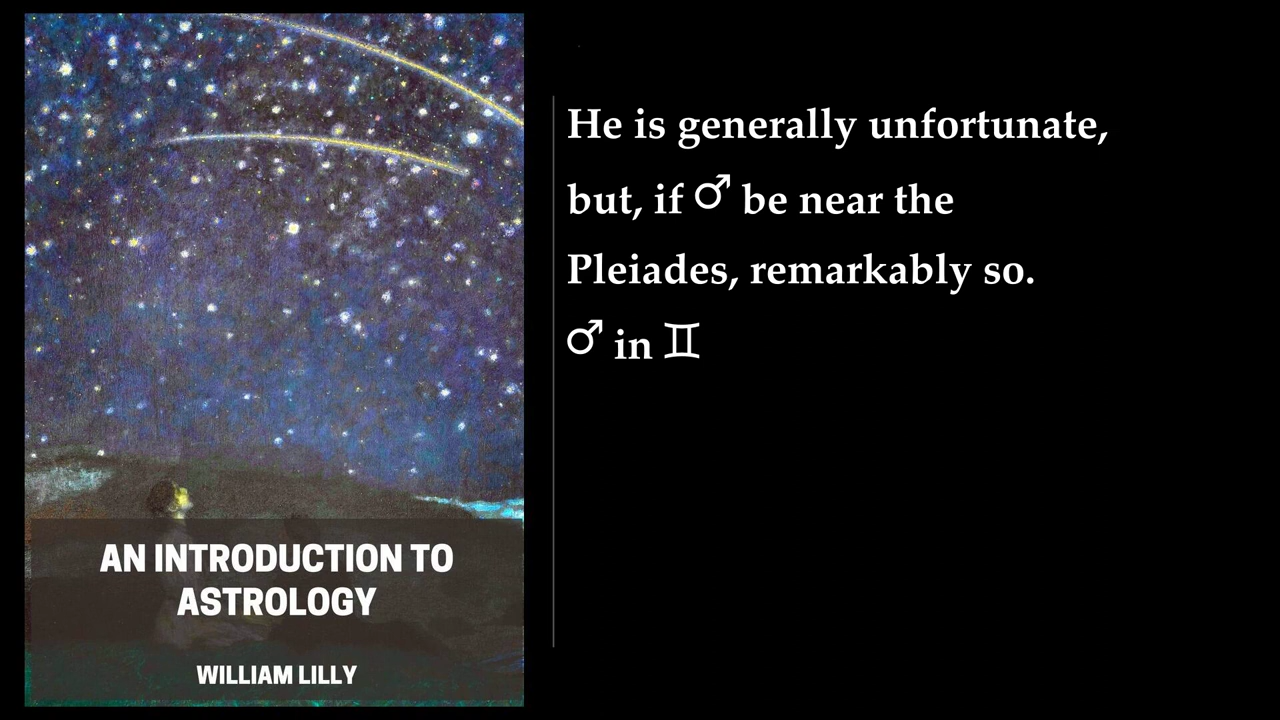 AN INTRODUCTION TO
ASTROLOGY
WILLIAM LILLY
He is generally unfortunate,
but, if ♂ be near the
Pleiades, remarkably so.
♂ in ♊